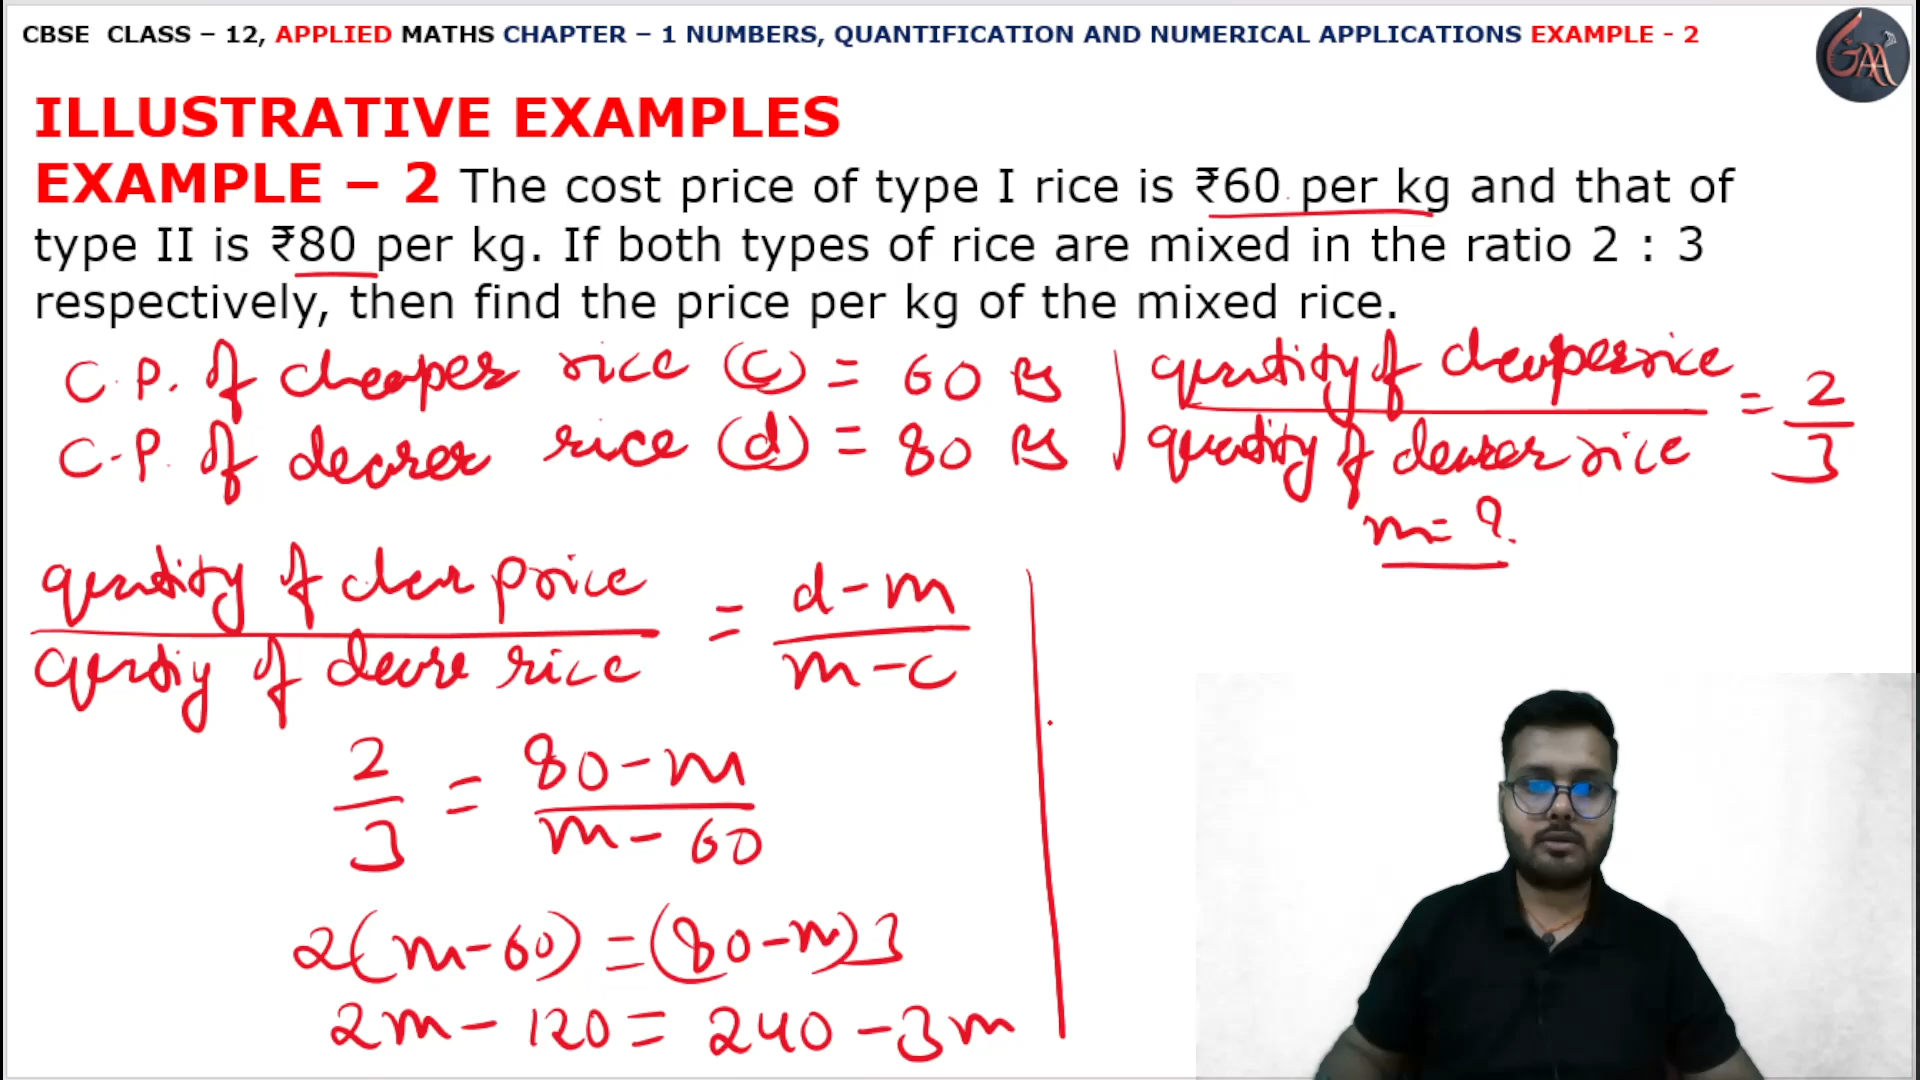 CBSE CLASS – 12, APPLIED MATHS CHAPTER – 1 NUMBERS, QUANTIFICATION AND NUMERICAL APPLICATIONS EXAMPLE - 2
GAA
ILLUSTRATIVE EXAMPLES
EXAMPLE – 2 The cost price of type I rice is ₹60 per kg and that of
type II is ₹80 per kg. If both types of rice are mixed in the ratio 2 : 3
respectively, then find the price per kg of the mixed rice.
C.P. of cheaper rice (c) = 60 Rs
C.P. of dearer rice (d) = 80 Rs
quantity of cheaper rice / quantity of dearer rice = 2/3
m = ?
quantity of price / of rice = d - m / m - c
2/3 = 80 - m / m - 60
2(m - 60) = (80 - m)3
2m - 120 = 240 - 3m